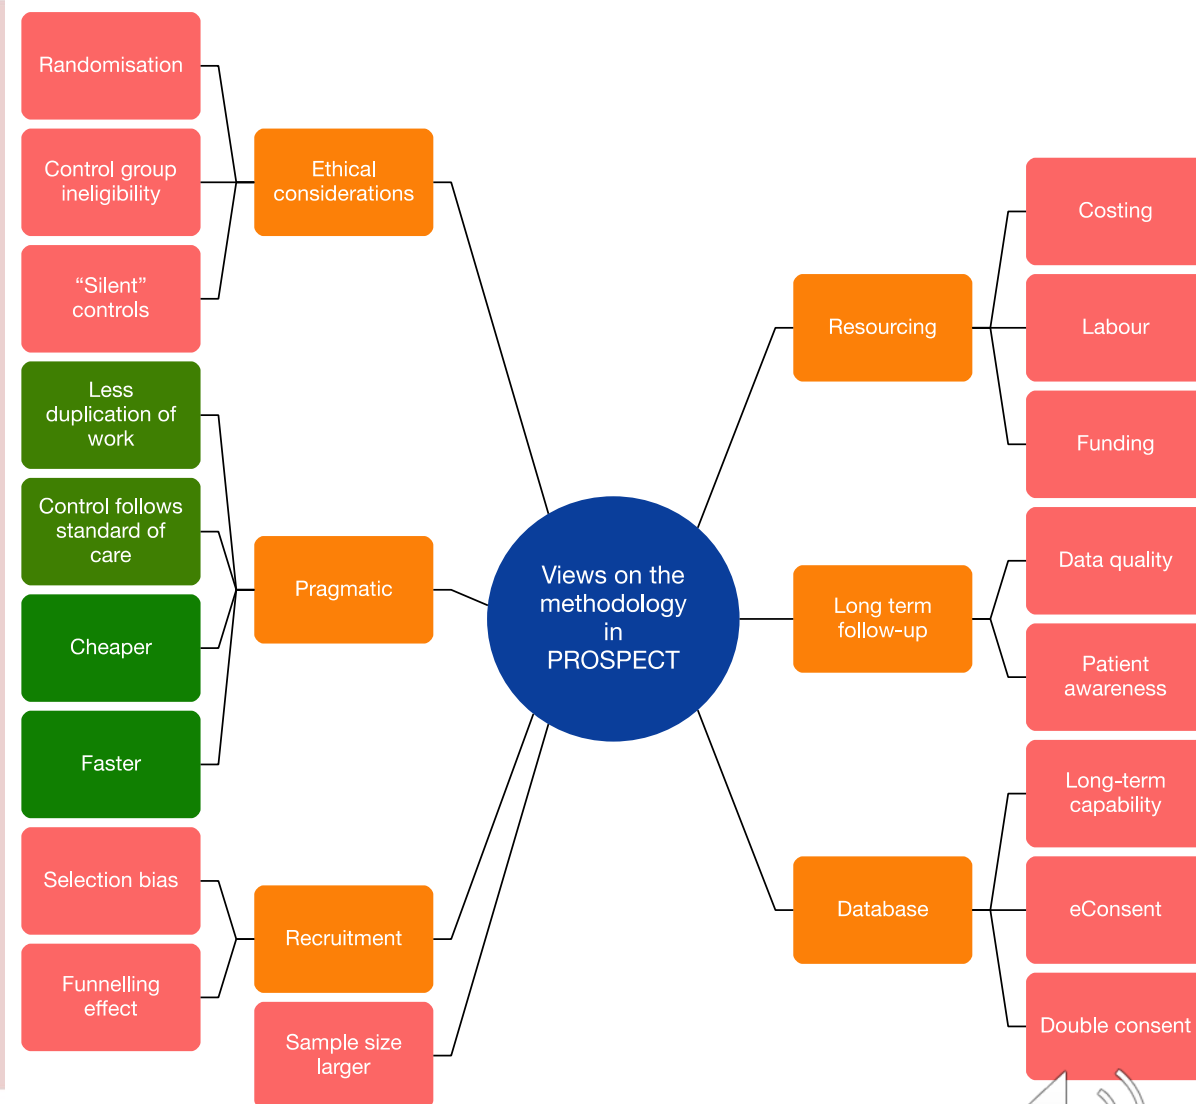 Randomisation
Control group
ineligibility
“Silent”
controls
Less
duplication of
work
Control follows
standard of
care
Cheaper
Faster
Selection bias
Funnelling
effect
Ethical
considerations
Pragmatic
Recruitment
Sample size
larger
Views on the
methodology
in
PROSPECT
Resourcing
Long term
follow-up
Database
Costing
Labour
Funding
Data quality
Patient
awareness
Long-term
capability
eConsent
Double consent